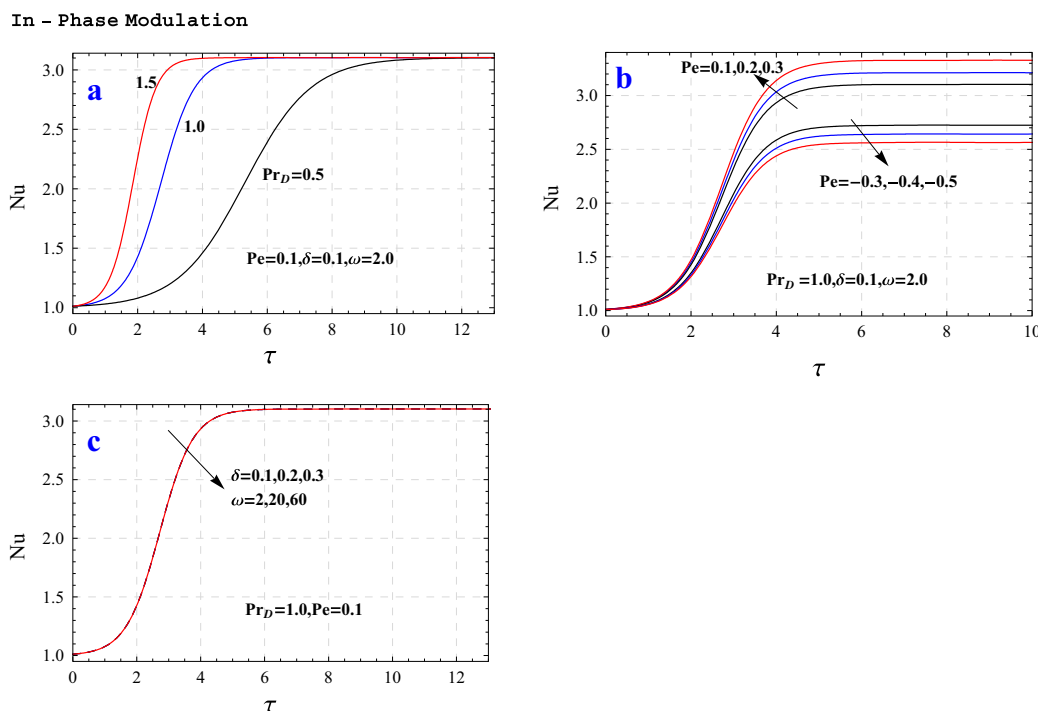 In - Phase Modulation
a
1.5
1.0
Pr_D=0.5
Pe=0.1,δ=0.1,ω=2.0
Nu
3.0
2.5
2.0
1.5
1.0
0 2 4 6 8 10 12
τ
b
Pe=0.1,0.2,0.3
Pe=-0.3,-0.4,-0.5
Pr_D=1.0,δ=0.1,ω=2.0
Nu
3.0
2.5
2.0
1.5
1.0
0 2 4 6 8 10
τ
c
δ=0.1,0.2,0.3
ω=2,20,60
Pr_D=1.0,Pe=0.1
Nu
3.0
2.5
2.0
1.5
1.0
0 2 4 6 8 10 12
τ